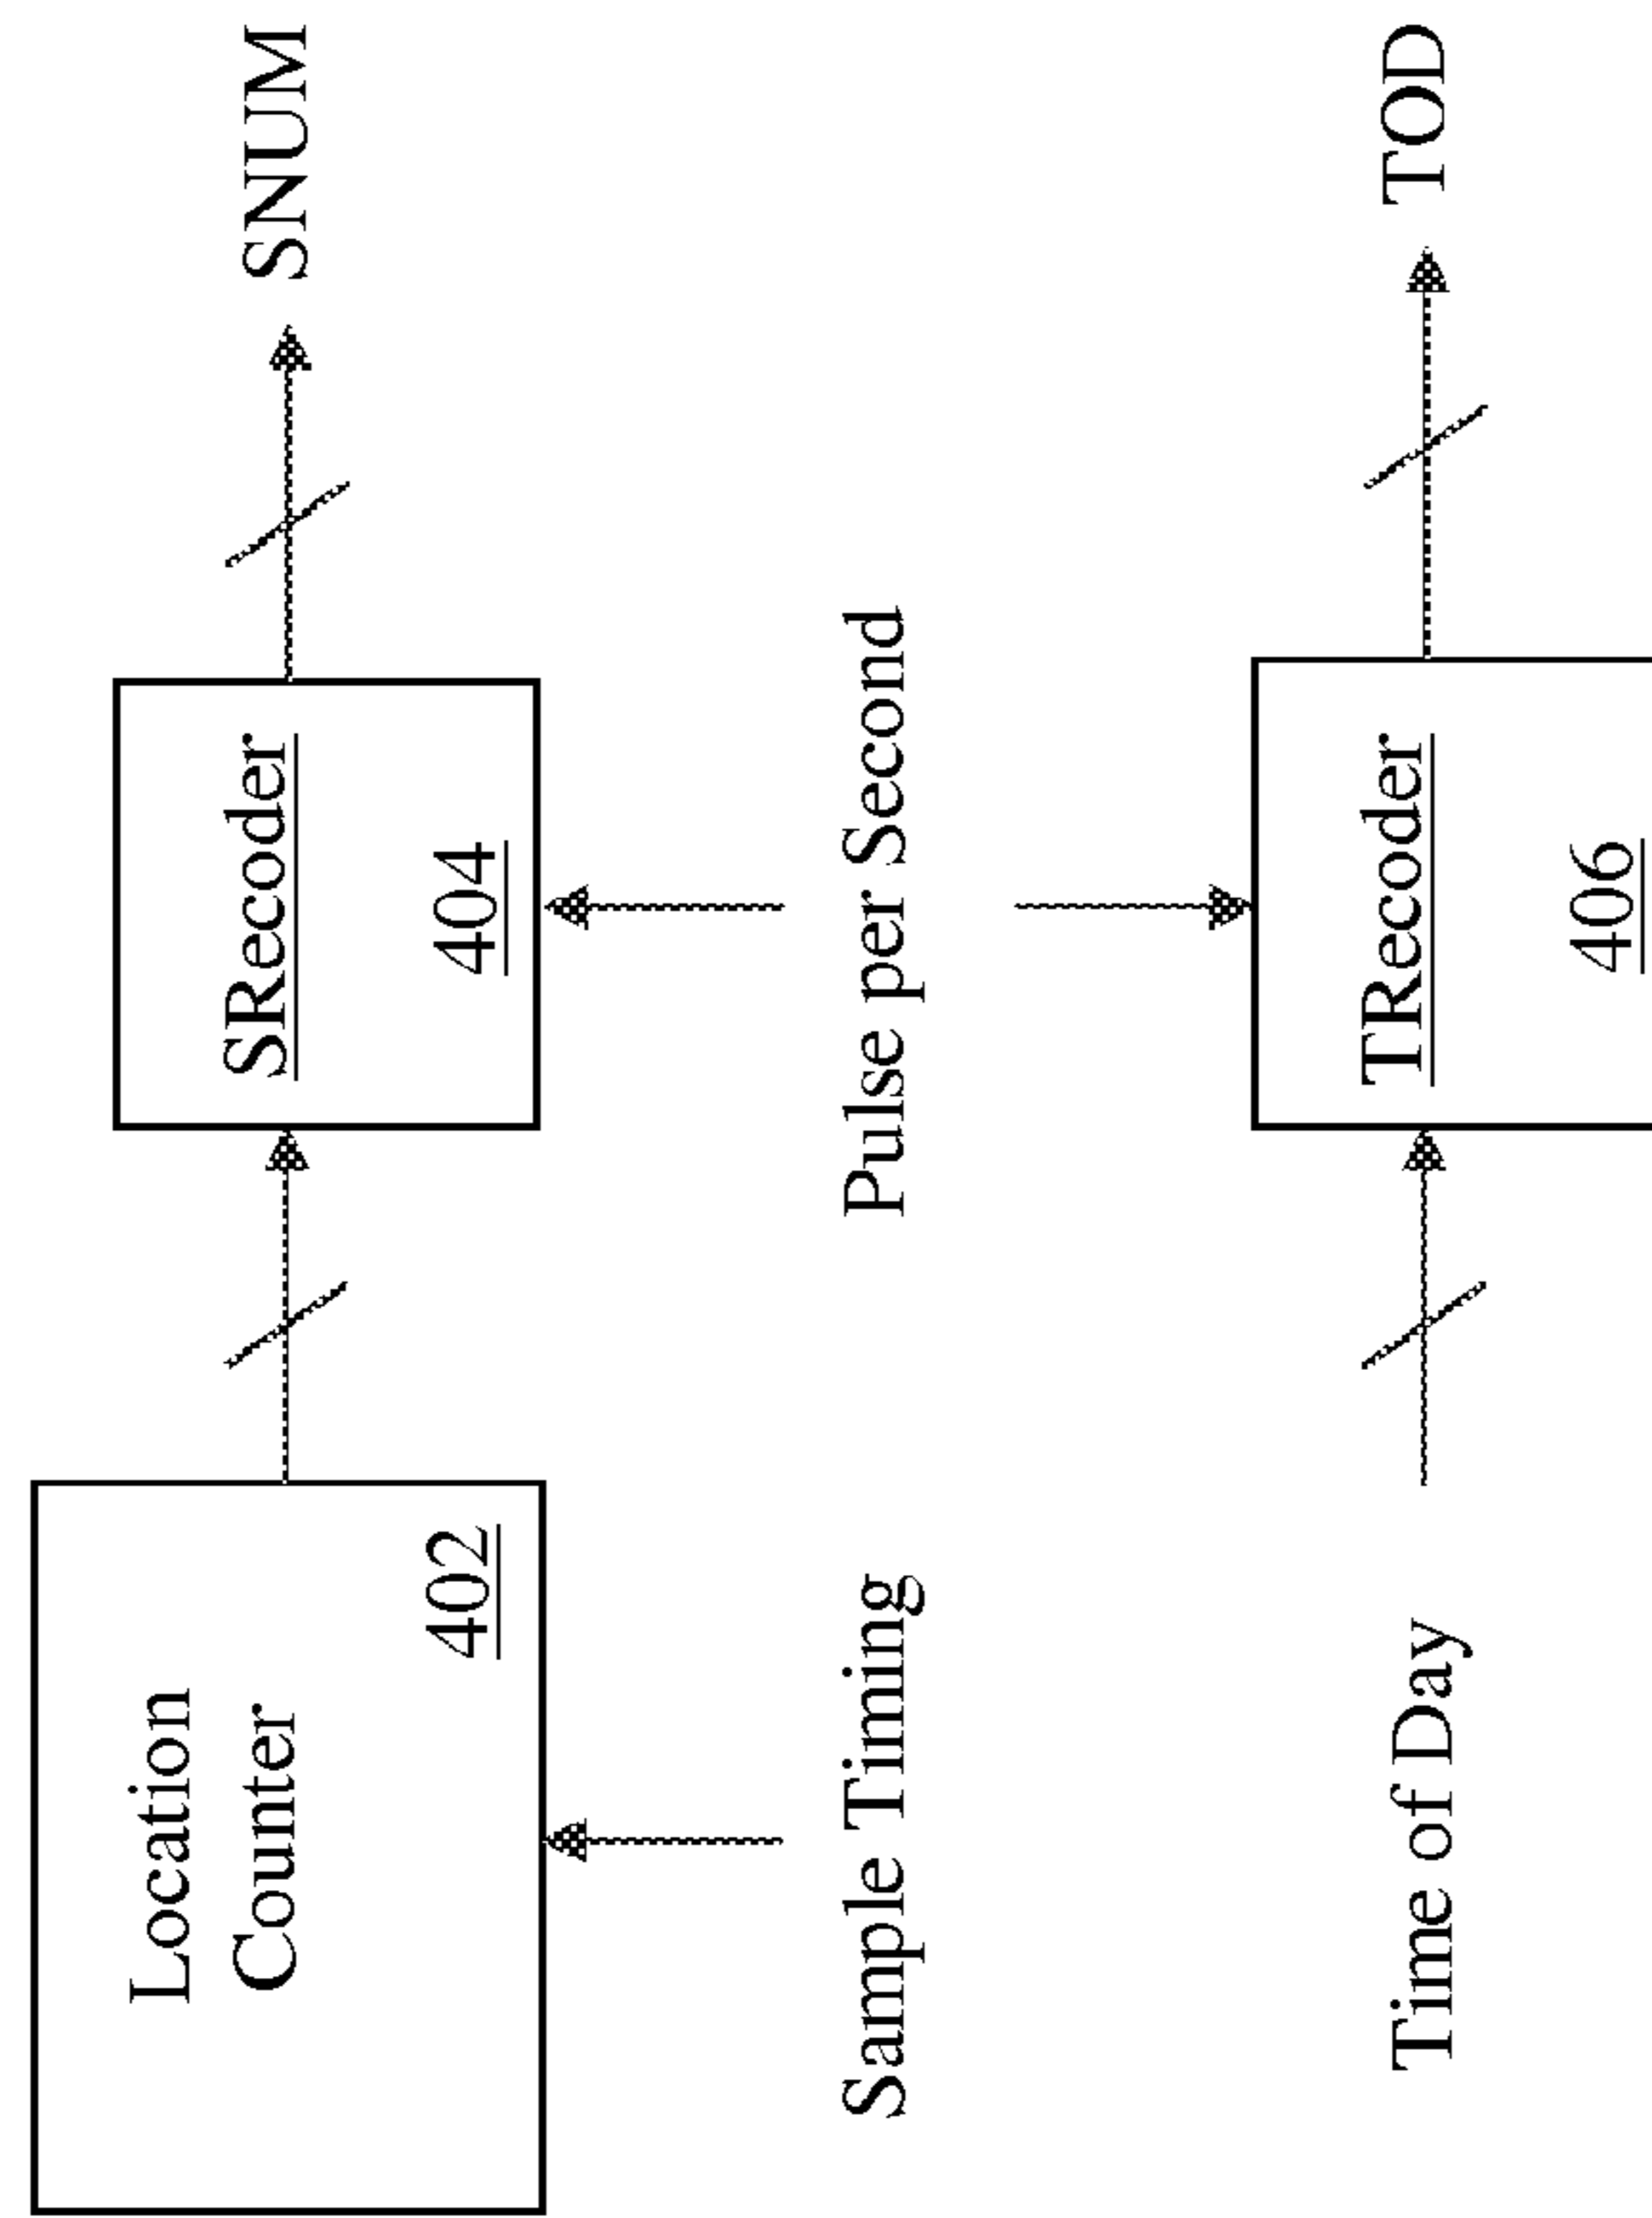 Location
Counter
402
SRecoder
404
SNUM
Sample Timing
Pulse per Second
Time of Day
TRecoder
406
TOD